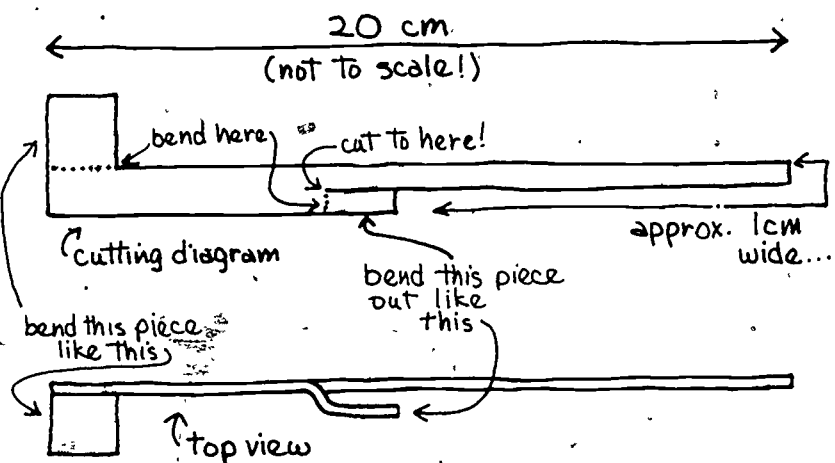 20 cm
(not to scale!)
bend here
cut to here!
cutting diagram
approx. 1cm
wide...
bend this piece
out like
this
bend this piece
like this
top view